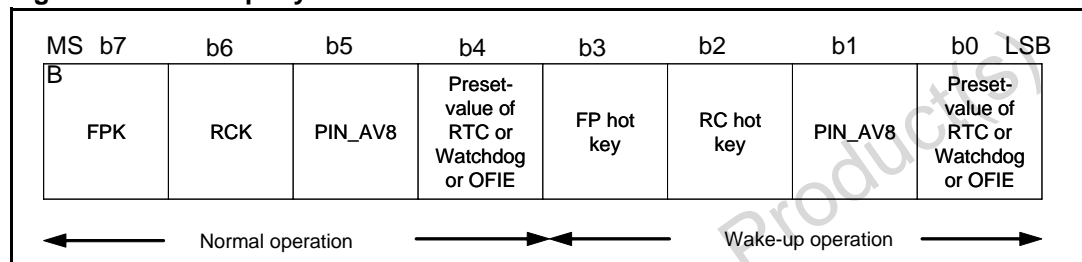 MS b7 b6 b5 b4 b3 b2 b1 b0 LSB
B
FPK
RCK
PIN_AV8
Preset-
value of
RTC or
Watchdog
or OFIE
FP hot
key
RC hot
key
PIN_AV8
Preset-
value of
RTC or
Watchdog
or OFIE
Normal operation
Wake-up operation
Product(s)